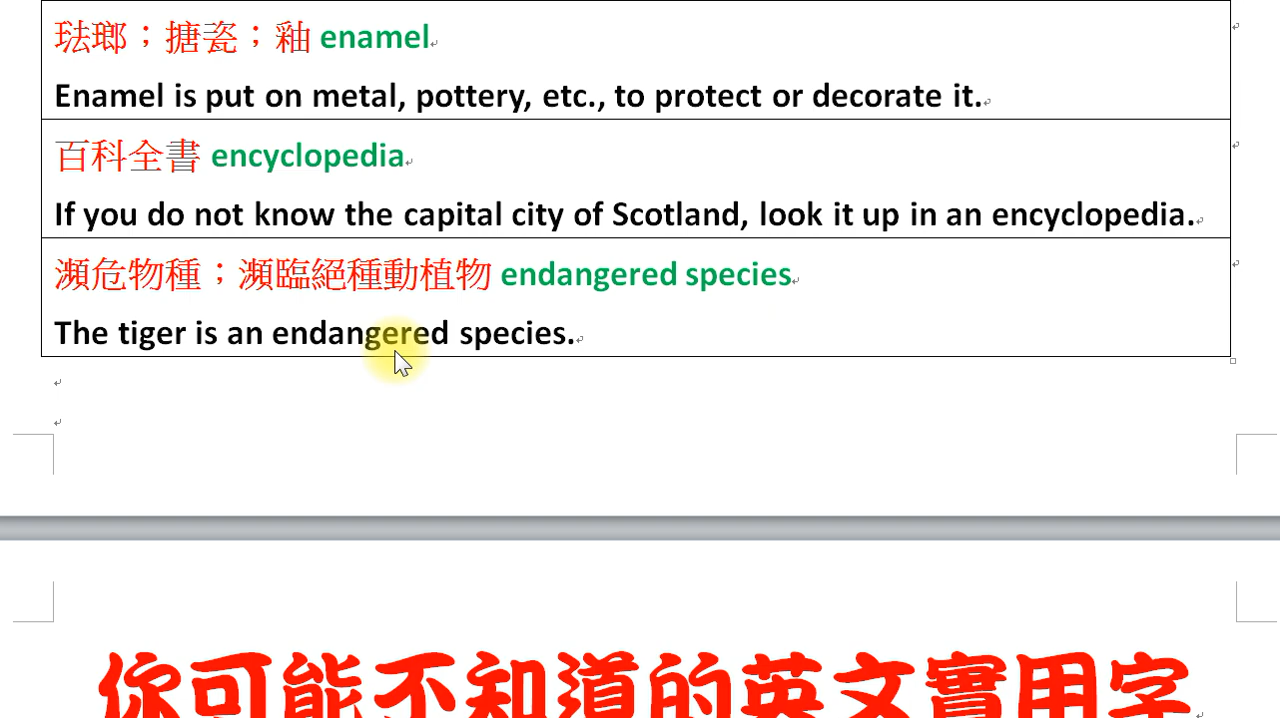 琺瑯；搪瓷；釉 enamel
Enamel is put on metal, pottery, etc., to protect or decorate it.
百科全書 encyclopedia
If you do not know the capital city of Scotland, look it up in an encyclopedia.
瀕危物種；瀕臨絕種動植物 endangered species
The tiger is an endangered species.
你可能不知道的英文實用字